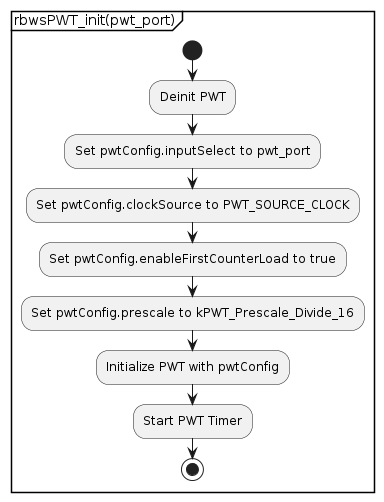 rbwsPWT_init(pwt_port)
Deinit PWT
Set pwtConfig.inputSelect to pwt_port
Set pwtConfig.clockSource to PWT_SOURCE_CLOCK
Set pwtConfig.enableFirstCounterLoad to true
Set pwtConfig.prescale to kPWT_Prescale_Divide_16
Initialize PWT with pwtConfig
Start PWT Timer